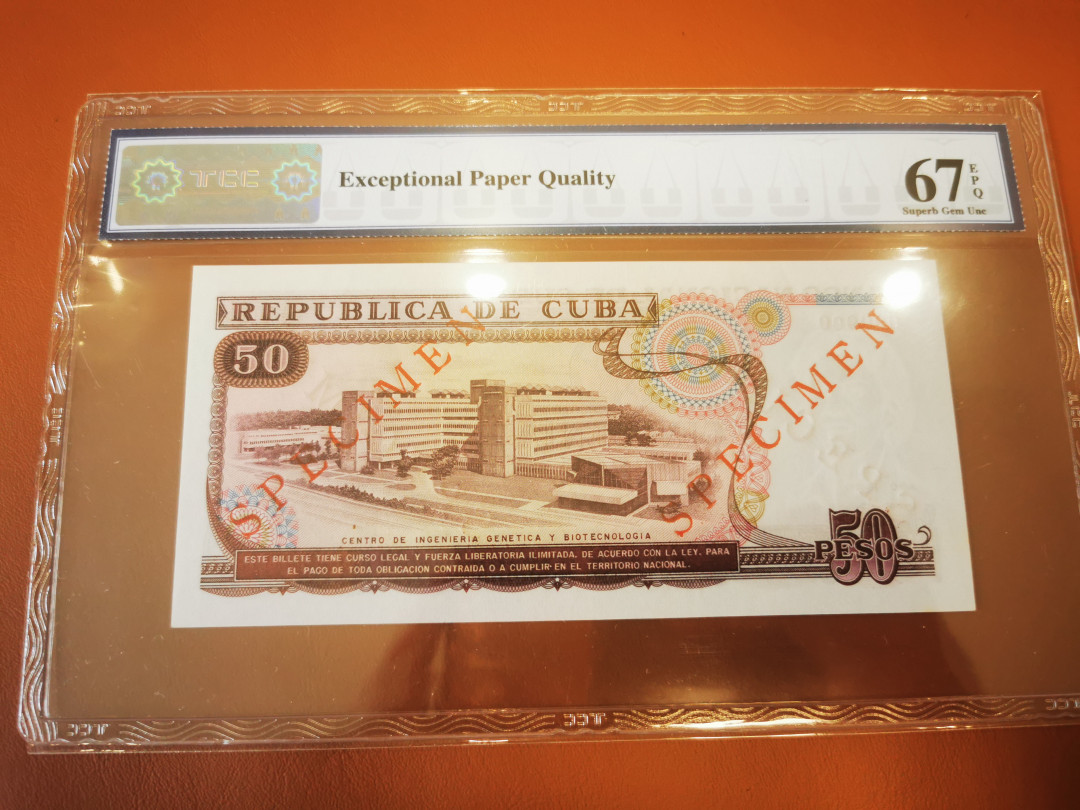 TCC
Exceptional Paper Quality
67
EPQ
Superb Gem Unc
REPUBLICA DE CUBA
50
SPECIMEN
SPECIMEN
CENTRO DE INGENIERIA GENETICA Y BIOTECNOLOGIA
ESTE BILLETE TIENE CURSO LEGAL Y FUERZA LIBERATORIA ILIMITADA, DE ACUERDO CON LA LEY, PARA
EL PAGO DE TODA OBLIGACION CONTRAIDA O A CUMPLIR EN EL TERRITORIO NACIONAL.
50
PESOS